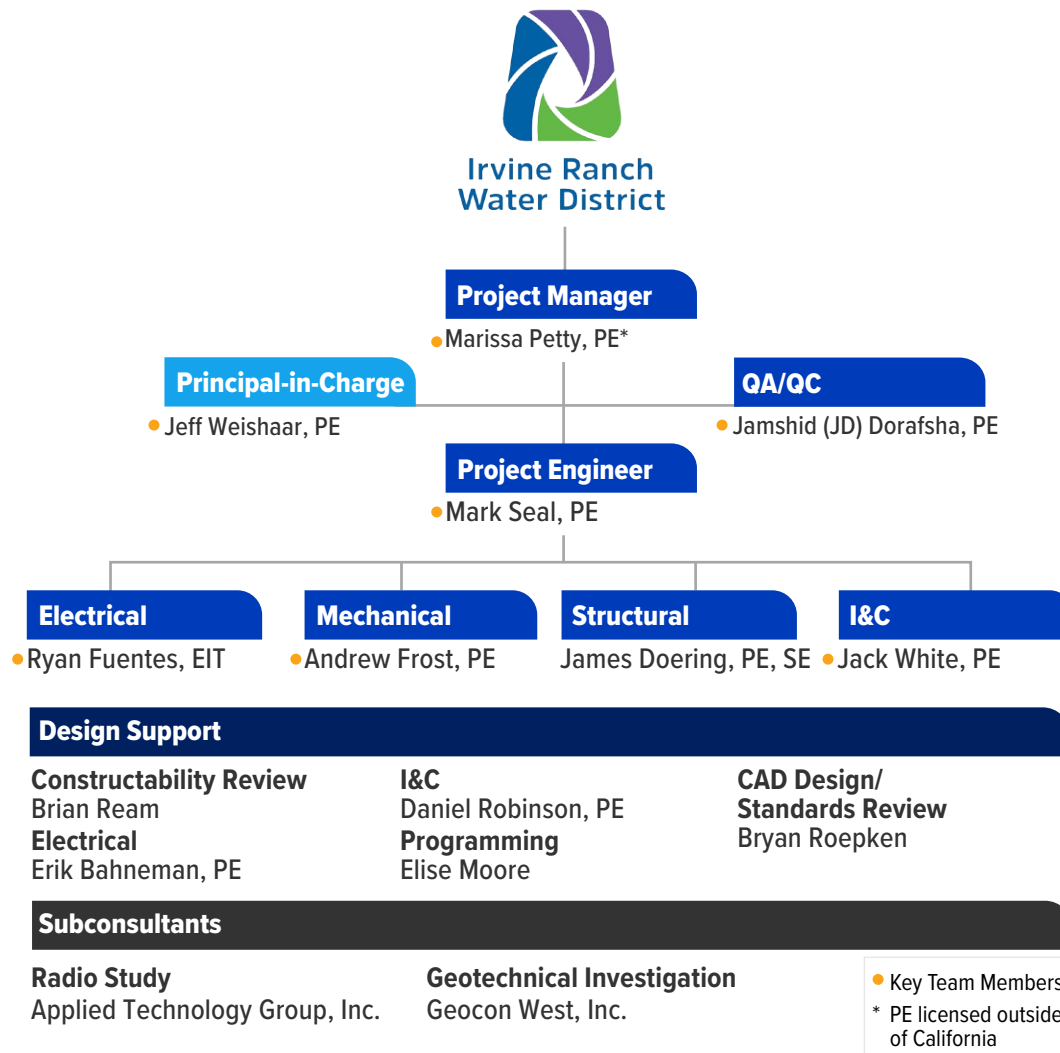 Irvine Ranch
Water District
Project Manager
Marissa Petty, PE*
Principal-in-Charge
Jeff Weishaar, PE
QA/QC
Jamshid (JD) Dorafsha, PE
Project Engineer
Mark Seal, PE
Electrical
Ryan Fuentes, EIT
Mechanical
Andrew Frost, PE
Structural
James Doering, PE, SE
I&C
Jack White, PE
Design Support
Constructability Review
Brian Ream
Electrical
Erik Bahneman, PE
I&C
Daniel Robinson, PE
Programming
Elise Moore
CAD Design/
Standards Review
Bryan Roepken
Subconsultants
Radio Study
Applied Technology Group, Inc.
Geotechnical Investigation
Geocon West, Inc.
Key Team Members
* PE licensed outside
of California